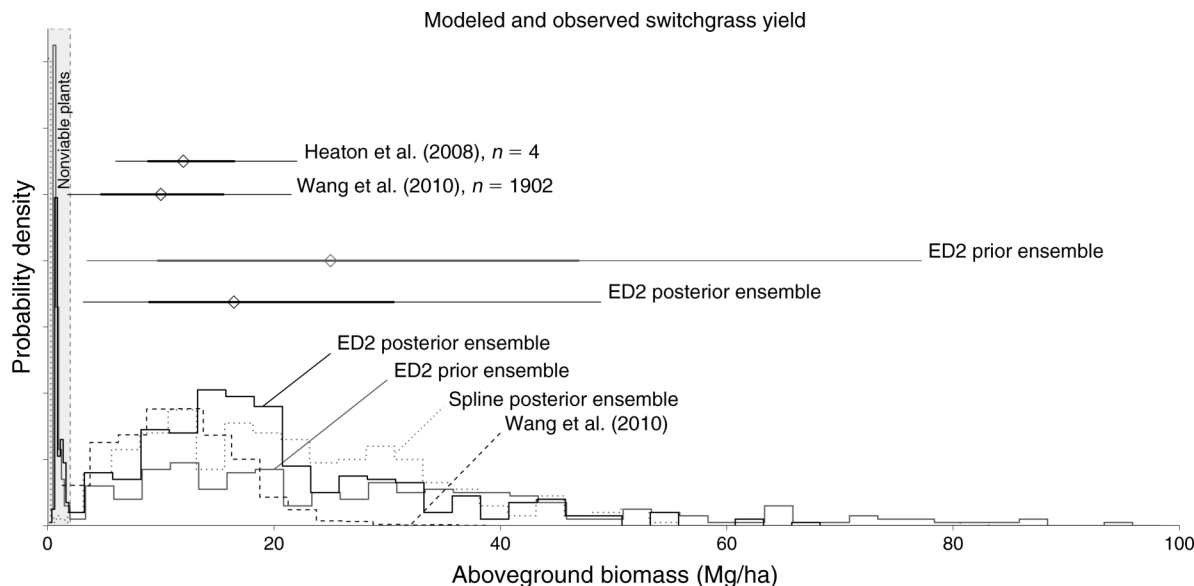 Modeled and observed switchgrass yield
Probability density
Nonviable plants
Heaton et al. (2008), n = 4
Wang et al. (2010), n = 1902
ED2 prior ensemble
ED2 posterior ensemble
ED2 posterior ensemble
ED2 prior ensemble
Spline posterior ensemble
Wang et al. (2010)
0 20 40 60 80 100
Aboveground biomass (Mg/ha)